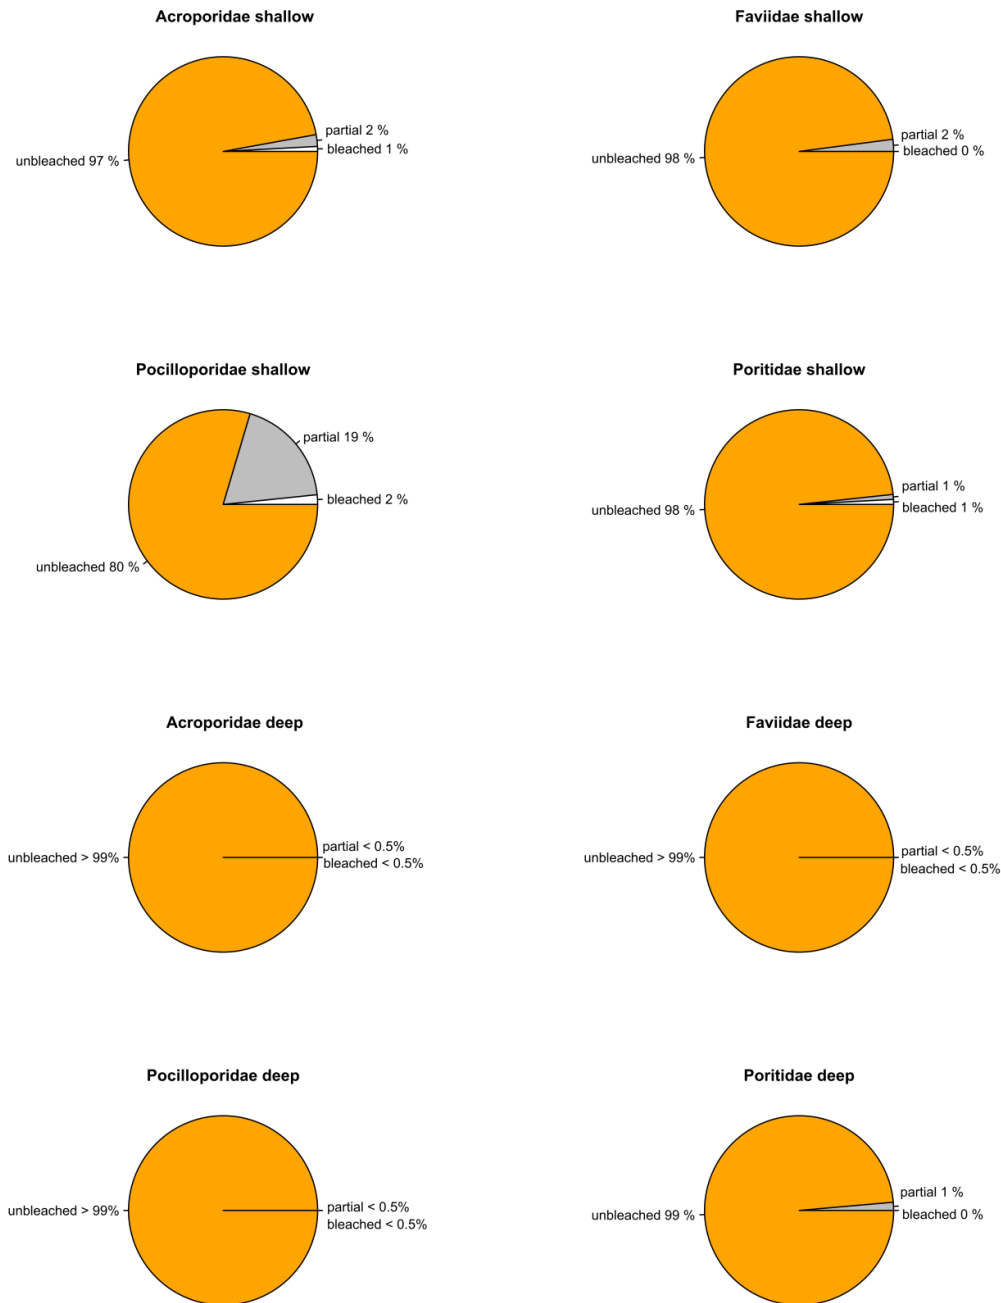 Acroporidae shallow
partial 2 %
bleached 1 %
unbleached 97 %
Faviidae shallow
partial 2 %
bleached 0 %
unbleached 98 %
Pocilloporidae shallow
partial 19 %
bleached 2 %
unbleached 80 %
Poritidae shallow
partial 1 %
bleached 1 %
unbleached 98 %
Acroporidae deep
partial < 0.5%
unbleached > 99%
bleached < 0.5%
Faviidae deep
partial < 0.5%
unbleached > 99%
bleached < 0.5%
Pocilloporidae deep
partial < 0.5%
unbleached > 99%
bleached < 0.5%
Poritidae deep
partial 1 %
bleached 0 %
unbleached 99 %